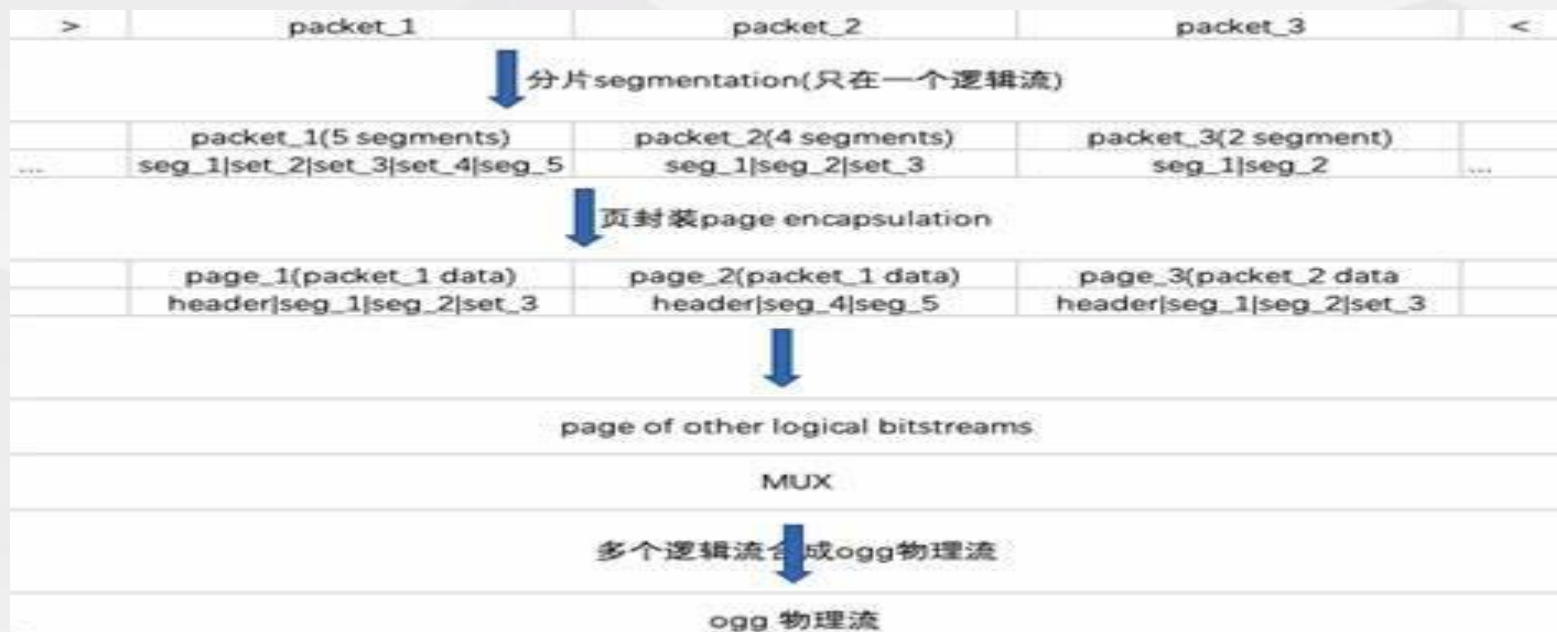 > packet_1 packet_2 packet_3 <
分片segmentation(只在一个逻辑流)
packet_1(5 segments) packet_2(4 segments) packet_3(2 segment)
... seg_1|set_2|set_3|set_4|seg_5 seg_1|seg_2|set_3 seg_1|seg_2 ...
页封装page encapsulation
page_1(packet_1 data) page_2(packet_1 data) page_3(packet_2 data
header|seg_1|seg_2|set_3 header|seg_4|seg_5 header|seg_1|seg_2|set_3
page of other logical bitstreams
MUX
多个逻辑流合成ogg物理流
ogg 物理流